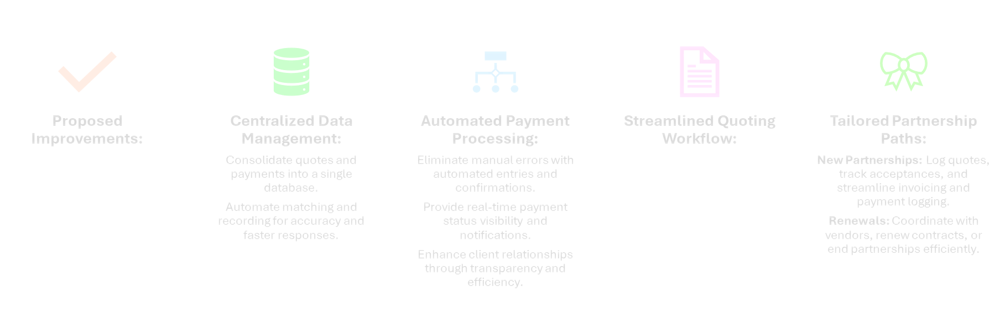 Proposed
Improvements:
Centralized Data
Management:
Consolidate quotes and
payments into a single
database.
Automate matching and
recording for accuracy and
faster responses.
Automated Payment
Processing:
Eliminate manual errors with
automated entries and
confirmations.
Provide real-time payment
status visibility and
notifications.
Enhance client relationships
through transparency and
efficiency.
Streamlined Quoting
Workflow:
Tailored Partnership
Paths:
New Partnerships: Log quotes,
track acceptances, and
streamline invoicing and
payment logging.
Renewals: Coordinate with
vendors, renew contracts, or
end partnerships efficiently.